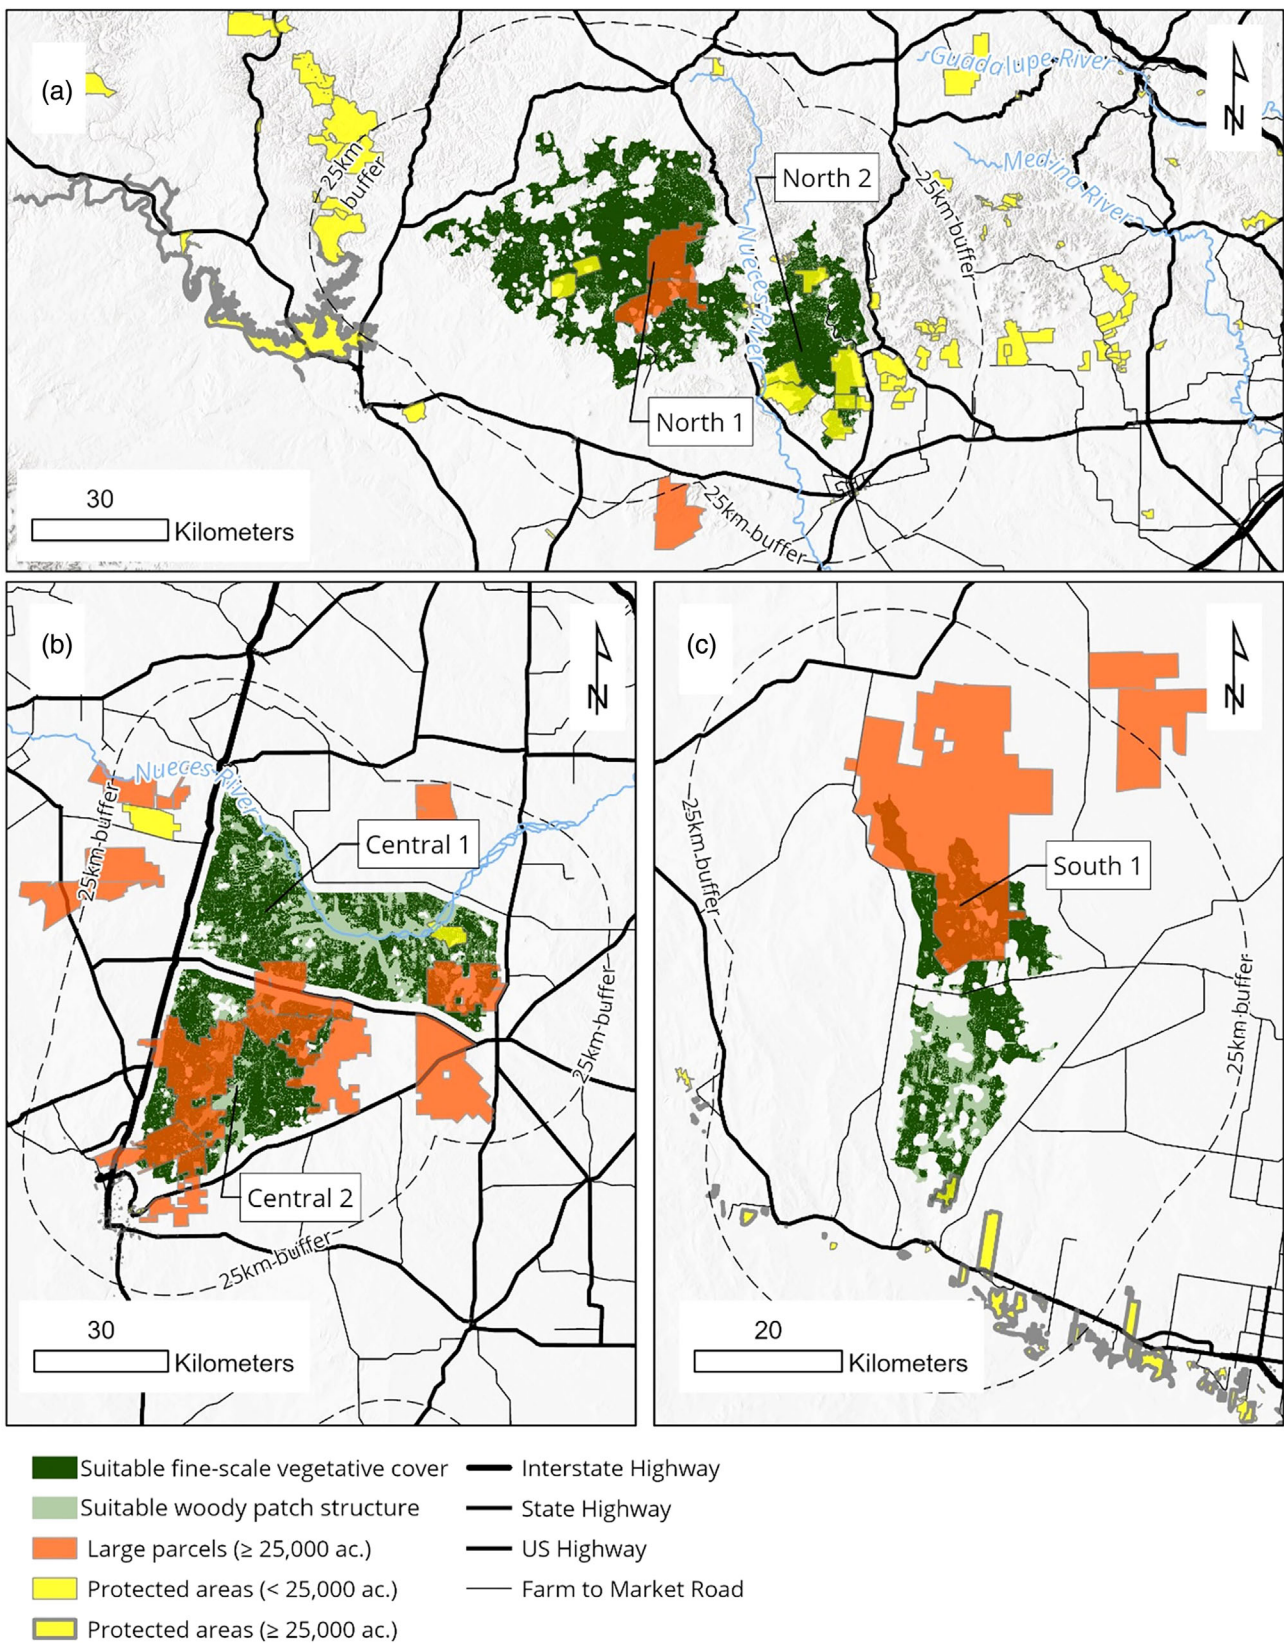 (a)
Guadalupe River
N
25km-buffer
Medina River
North 2
25km-buffer
Nueces River
North 1
25km-buffer
30
Kilometers
(b)
N
(c)
N
Nueces River
25km-buffer
Central 1
25km-buffer
South 1
25km-buffer
25km-buffer
Central 2
25km-buffer
30
Kilometers
20
Kilometers
Suitable fine-scale vegetative cover
Interstate Highway
Suitable woody patch structure
State Highway
Large parcels (≥ 25,000 ac.)
US Highway
Protected areas (< 25,000 ac.)
Farm to Market Road
Protected areas (≥ 25,000 ac.)